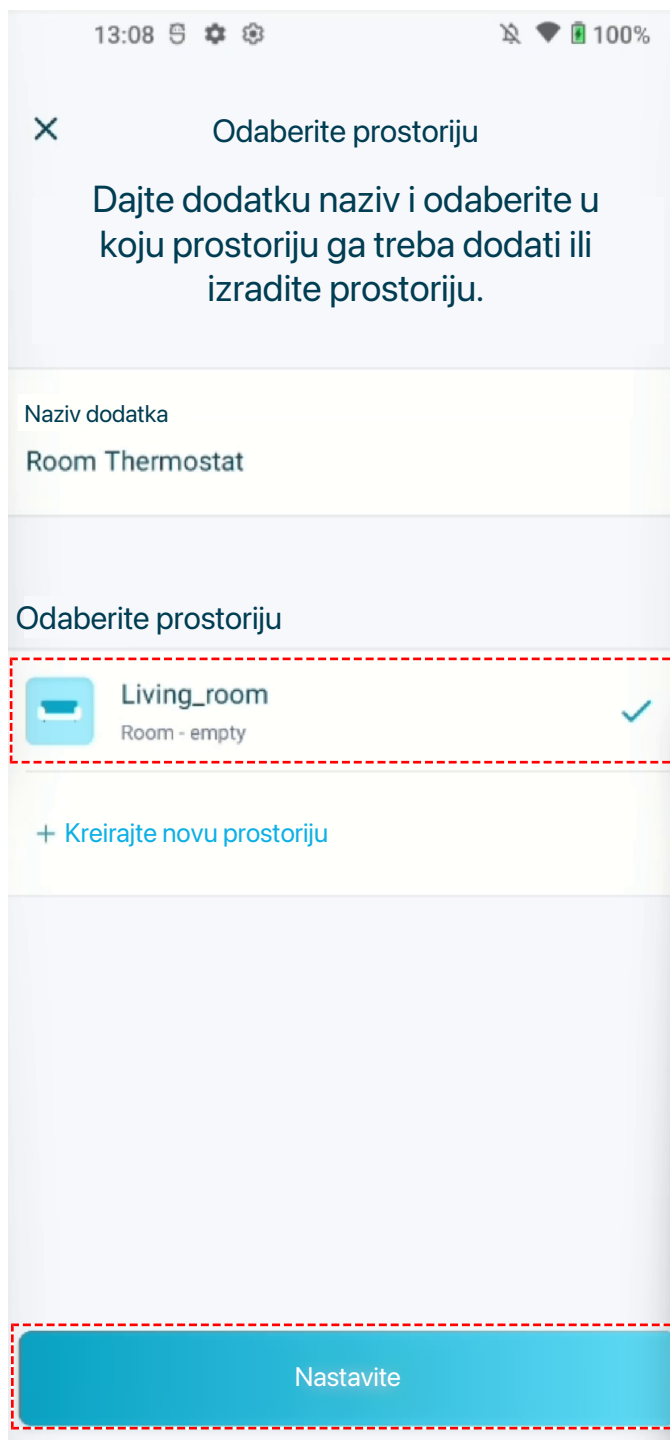 13:08 100%
Odaberite prostoriju
Dajte dodatku naziv i odaberite u
koju prostoriju ga treba dodati ili
izradite prostoriju.
Naziv dodatka
Room Thermostat
Odaberite prostoriju
Living_room
Room - empty
+ Kreirajte novu prostoriju
Nastavite